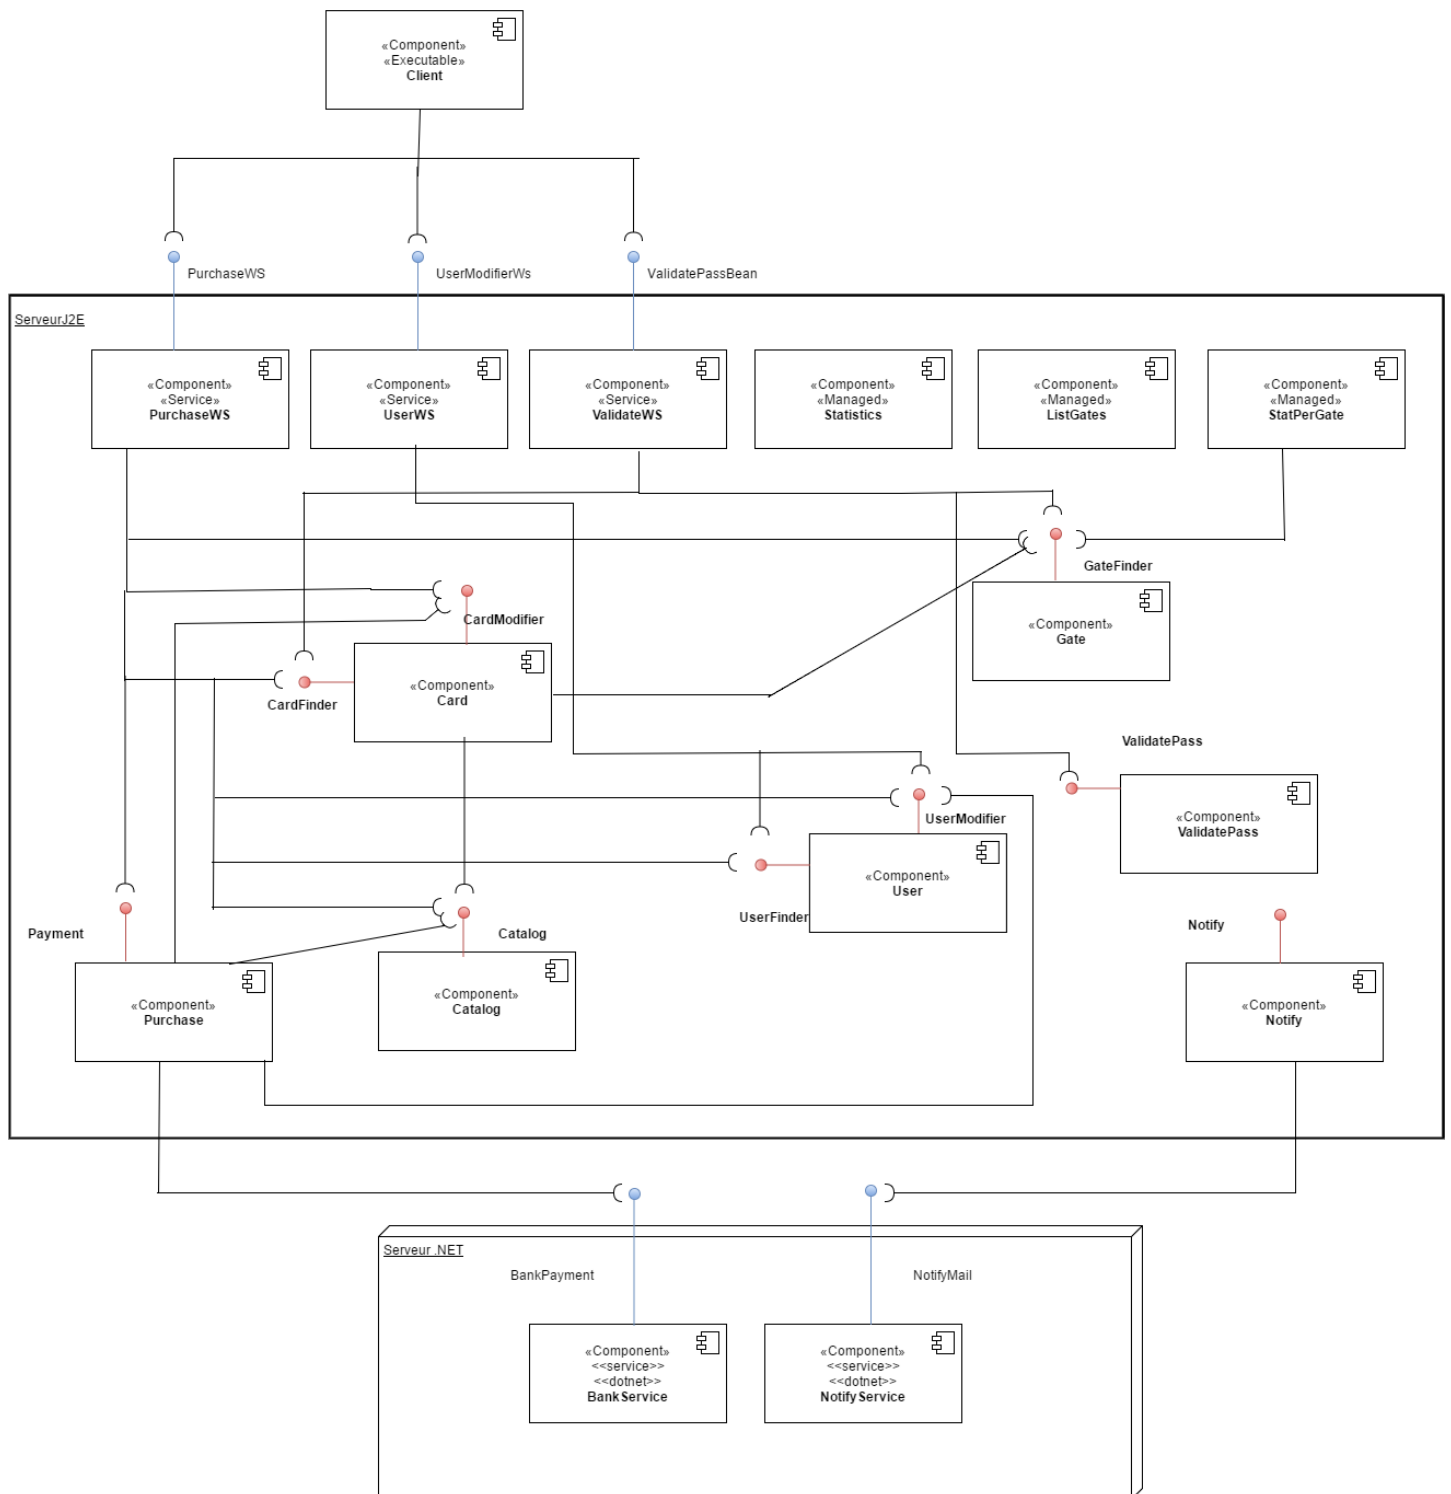 «Component»
«Executable»
Client
PurchaseWS
UserModifierWs
ValidatePassBean
ServeurJ2E
«Component»
«Service»
PurchaseWS
«Component»
«Service»
UserWS
«Component»
«Service»
ValidateWS
«Component»
«Managed»
Statistics
«Component»
«Managed»
ListGates
«Component»
«Managed»
StatPerGate
GateFinder
«Component»
Gate
CardModifier
«Component»
Card
CardFinder
ValidatePass
«Component»
ValidatePass
UserModifier
«Component»
User
UserFinder
Notify
Payment
Catalog
«Component»
Purchase
«Component»
Catalog
«Component»
Notify
Serveur .NET
BankPayment
NotifyMail
«Component»
<<service>>
<<dotnet>>
BankService
«Component»
<<service>>
<<dotnet>>
NotifyService